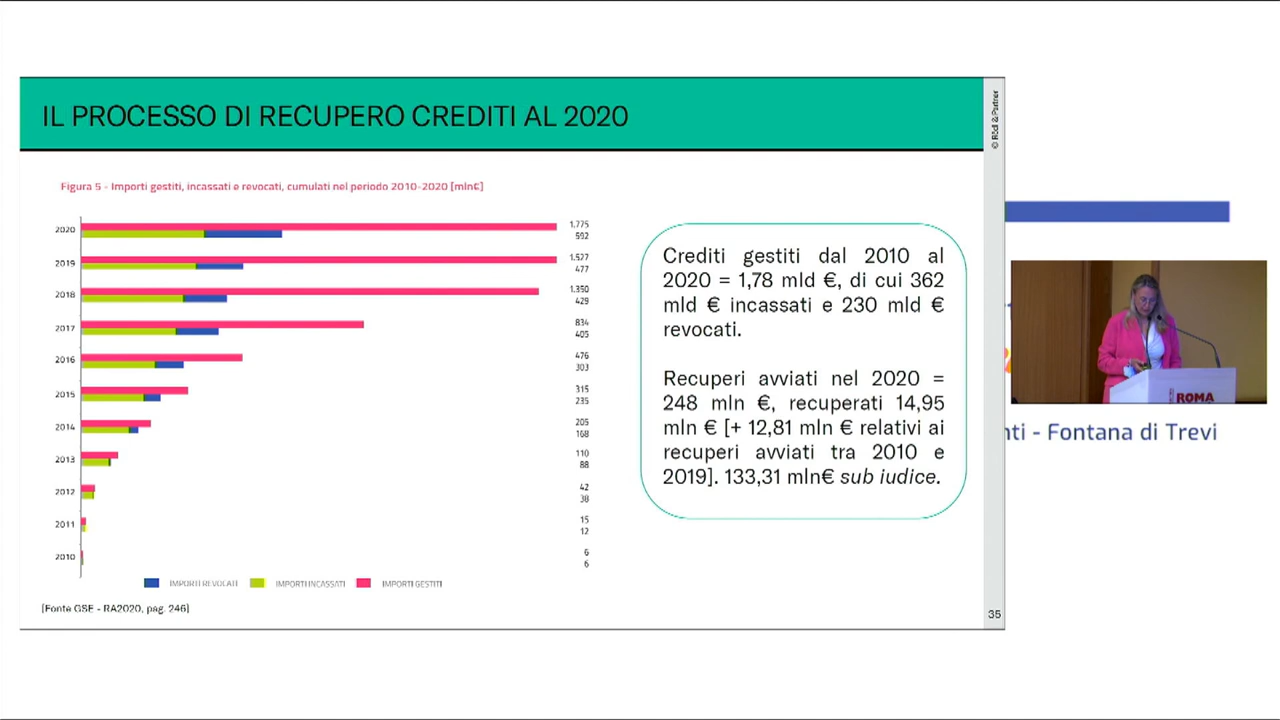 IL PROCESSO DI RECUPERO CREDITI AL 2020
© Rödl & Partner
Figura 5 - Importi gestiti, incassati e revocati, cumulati nel periodo 2010-2020 [mln€]
2020 1.775
592
2019 1.527
477
2018 1.350
429
2017 834
405
2016 476
303
2015 315
235
2014 205
168
2013 110
88
2012 42
38
2011 15
12
2010 6
6
IMPORTI REVOCATI IMPORTI INCASSATI IMPORTI GESTITI
[Fonte GSE - RA2020, pag. 246]
Crediti gestiti dal 2010 al
2020 = 1,78 mld €, di cui 362
mld € incassati e 230 mld €
revocati.
Recuperi avviati nel 2020 =
248 mln €, recuperati 14,95
mln € [+ 12,81 mln € relativi ai
recuperi avviati tra 2010 e
2019]. 133,31 mln€ sub iudice.
35
ROMA
nti - Fontana di Trevi